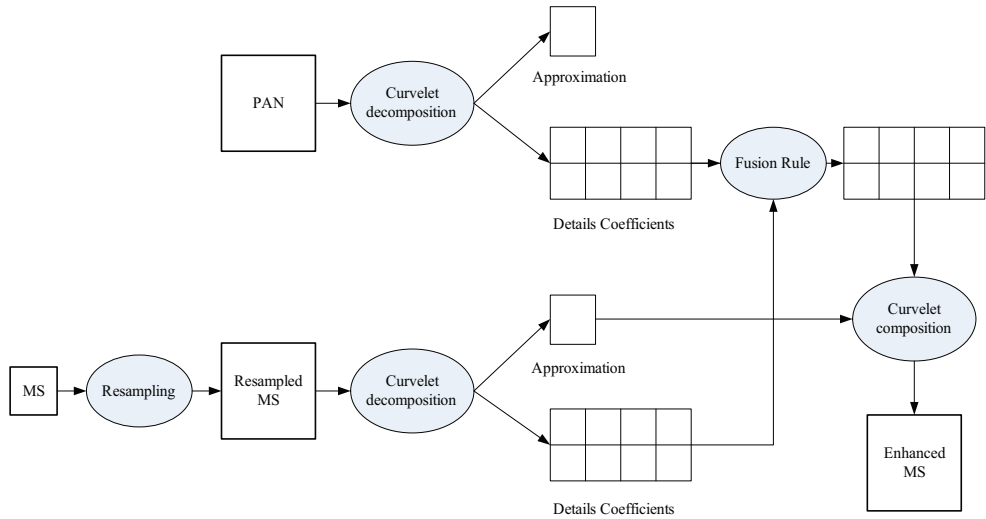 Approximation
PAN
Curvelet
decomposition
Fusion Rule
Details Coefficients
Curvelet
composition
Approximation
MS
Resampling
Resampled
MS
Curvelet
decomposition
Enhanced
MS
Details Coefficients